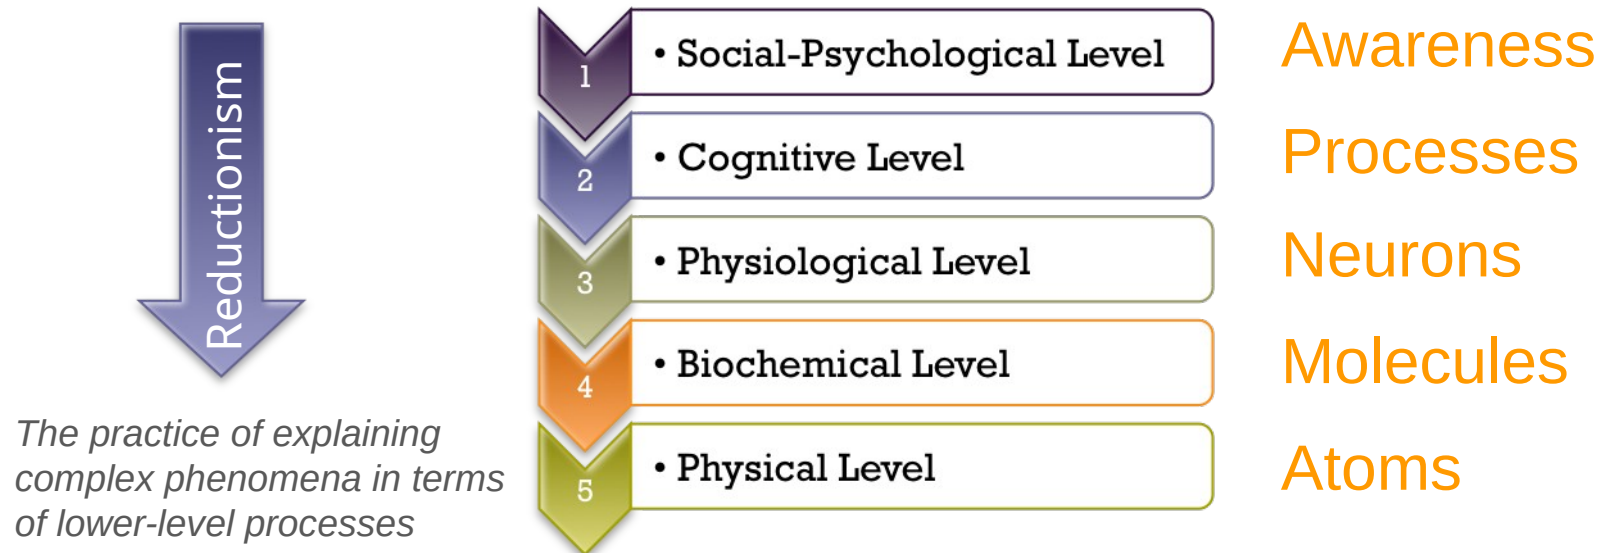 Reductionism
The practice of explaining
complex phenomena in terms
of lower-level processes
1
• Social-Psychological Level
Awareness
2
• Cognitive Level
Processes
3
• Physiological Level
Neurons
4
• Biochemical Level
Molecules
5
• Physical Level
Atoms